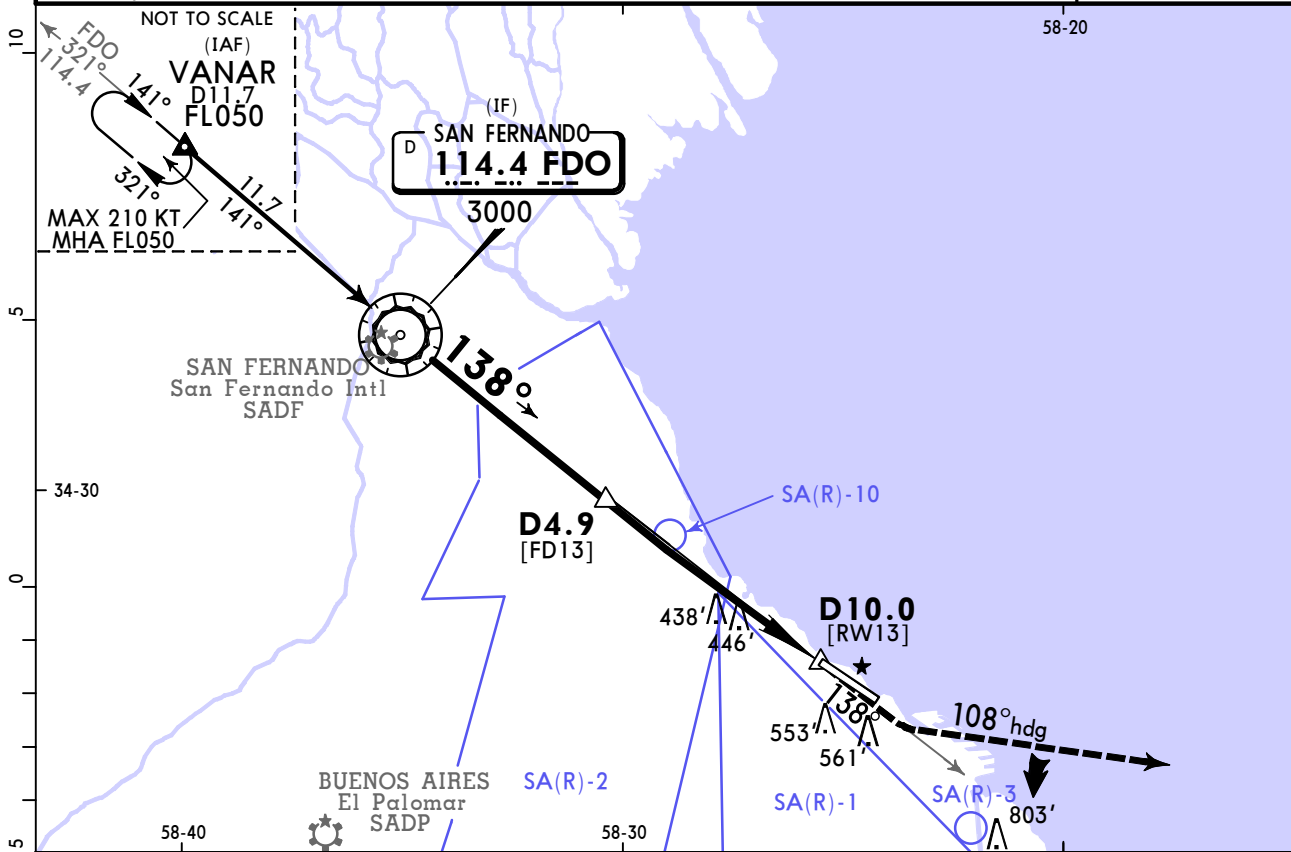 NOT TO SCALE
FDO
321°
114.4
(IAF)
VANAR
D11.7
FL050
141°
321°
MAX 210 KT
MHA FL050
11.7
141°
(IF)
SAN FERNANDO
D 114.4 FDO
3000
58-20
10
5
0
5
34-30
SAN FERNANDO
San Fernando Intl
SADF
138°
D4.9
[FD13]
SA(R)-10
438'
446'
D10.0
[RW13]
138°
553'
561'
108° hdg
SA(R)-3
803'
SA(R)-2
SA(R)-1
BUENOS AIRES
El Palomar
SADP
58-40
58-30